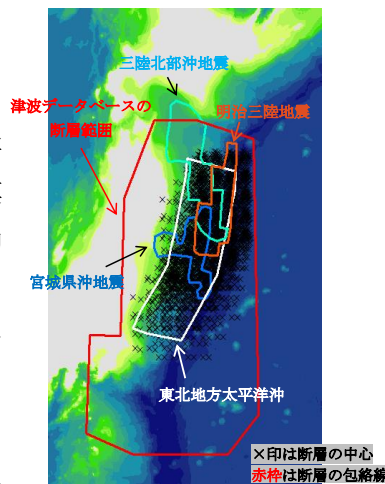 三陸北部沖地震
津波データベースの
断層範囲
明治三陸地震
宮城県沖地震
東北地方太平洋沖
×印は断層の中心
赤枠は断層の包絡線